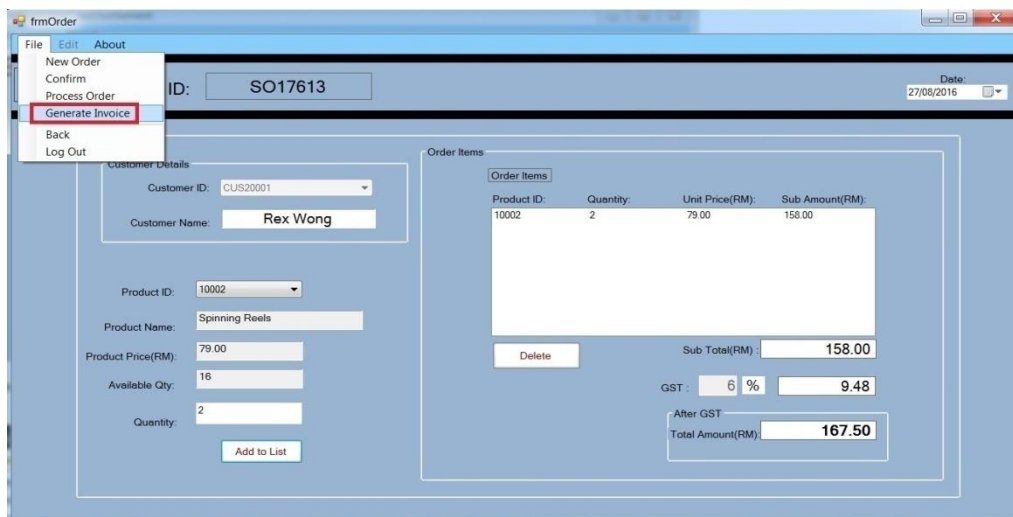 frmOrder
File Edit About
New Order
Confirm
Process Order
Generate Invoice
Back
Log Out
ID: SO17613
Date:
27/08/2016
Customer Details
Customer ID: CUS20001
Customer Name: Rex Wong
Product ID: 10002
Product Name: Spinning Reels
Product Price(RM): 79.00
Available Qty: 16
Quantity: 2
Add to List
Order Items
Order Items
Product ID: Quantity: Unit Price(RM): Sub Amount(RM):
10002 2 79.00 158.00
Delete
Sub Total(RM) : 158.00
GST : 6 % 9.48
After GST
Total Amount(RM): 167.50